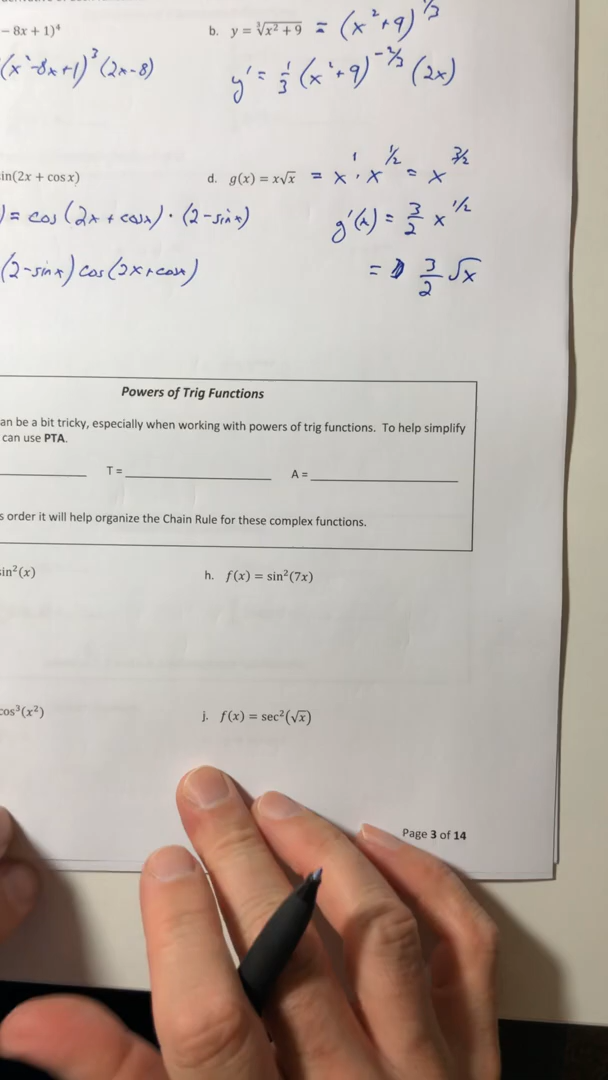 − 8x + 1)⁴
b. y = ∛x² + 9 = (x² + 9)^1/3
(x² - 8x + 1)³ (2x - 8)
y' = 1/3 (x² + 9)^-2/3 (2x)
in(2x + cos x)
d. g(x) = x√x = x¹ · x^1/2 = x^3/2
) = cos (2x + cosx) · (2 - sin x)
g'(x) = 3/2 x^1/2
(2 - sin x) cos (2x + cosx)
= 3/2 √x
Powers of Trig Functions
an be a bit tricky, especially when working with powers of trig functions. To help simplify
can use PTA.
T = A =
s order it will help organize the Chain Rule for these complex functions.
in²(x)
h. f(x) = sin²(7x)
cos³(x²)
j. f(x) = sec²(√x)
Page 3 of 14